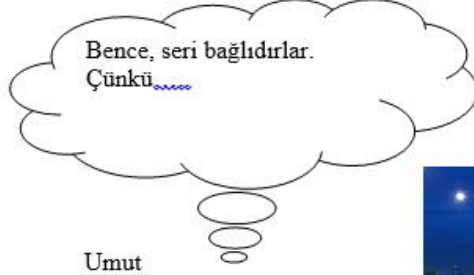 Bence, seri bağlıdırlar.
Çünkü......
Umut